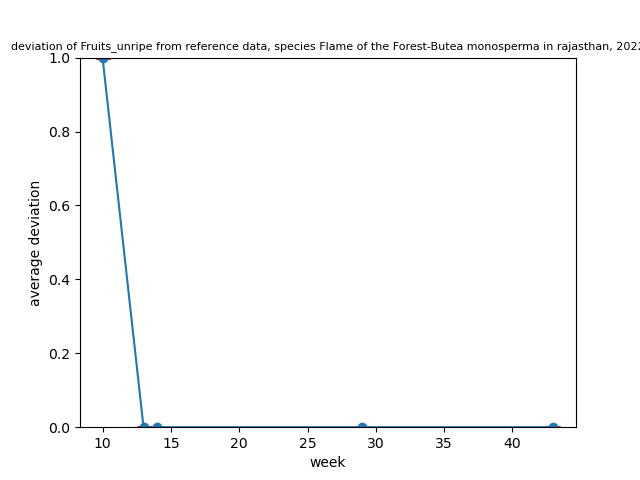 deviation of Fruits_unripe from reference data, species Flame of the Forest-Butea monosperma in rajasthan, 2022
1.0
0.8
0.6
0.4
0.2
0.0
average deviation
10 15 20 25 30 35 40
week